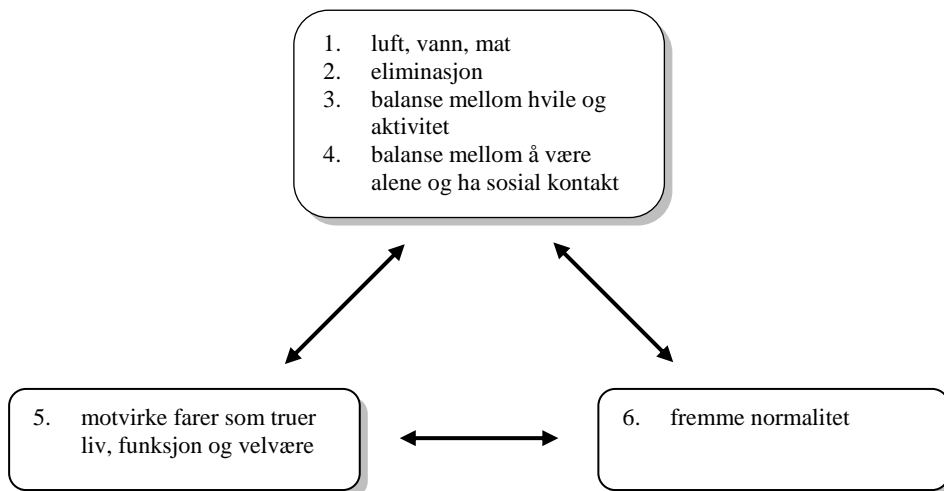 1. luft, vann, mat
2. eliminasjon
3. balanse mellom hvile og
aktivitet
4. balanse mellom å være
alene og ha sosial kontakt
5. motvirke farer som truer
liv, funksjon og velvære
6. fremme normalitet